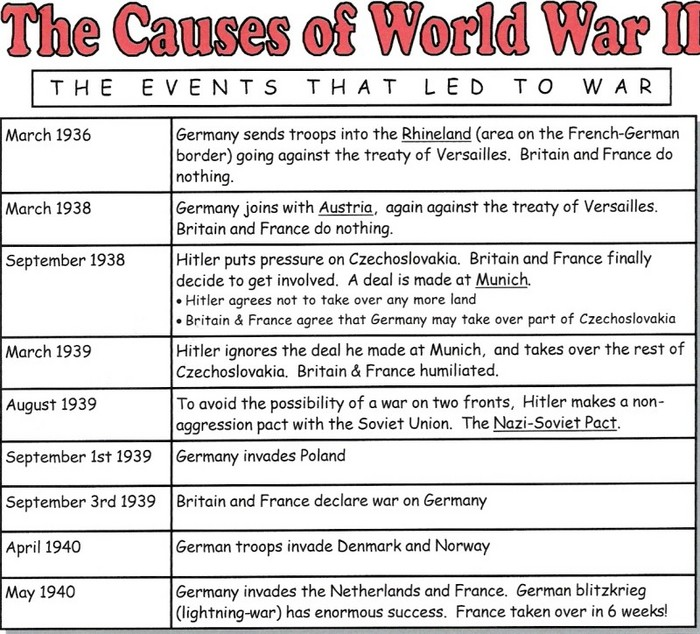 The Causes of World War II
THE EVENTS THAT LED TO WAR
March 1936
Germany sends troops into the Rhineland (area on the French-German
border) going against the treaty of Versailles. Britain and France do
nothing.
March 1938
Germany joins with Austria, again against the treaty of Versailles.
Britain and France do nothing.
September 1938
Hitler puts pressure on Czechoslovakia. Britain and France finally
decide to get involved. A deal is made at Munich.
• Hitler agrees not to take over any more land
• Britain & France agree that Germany may take over part of Czechoslovakia
March 1939
Hitler ignores the deal he made at Munich, and takes over the rest of
Czechoslovakia. Britain & France humiliated.
August 1939
To avoid the possibility of a war on two fronts, Hitler makes a non-
aggression pact with the Soviet Union. The Nazi-Soviet Pact.
September 1st 1939
Germany invades Poland
September 3rd 1939
Britain and France declare war on Germany
April 1940
German troops invade Denmark and Norway
May 1940
Germany invades the Netherlands and France. German blitzkrieg
(lightning-war) has enormous success. France taken over in 6 weeks!